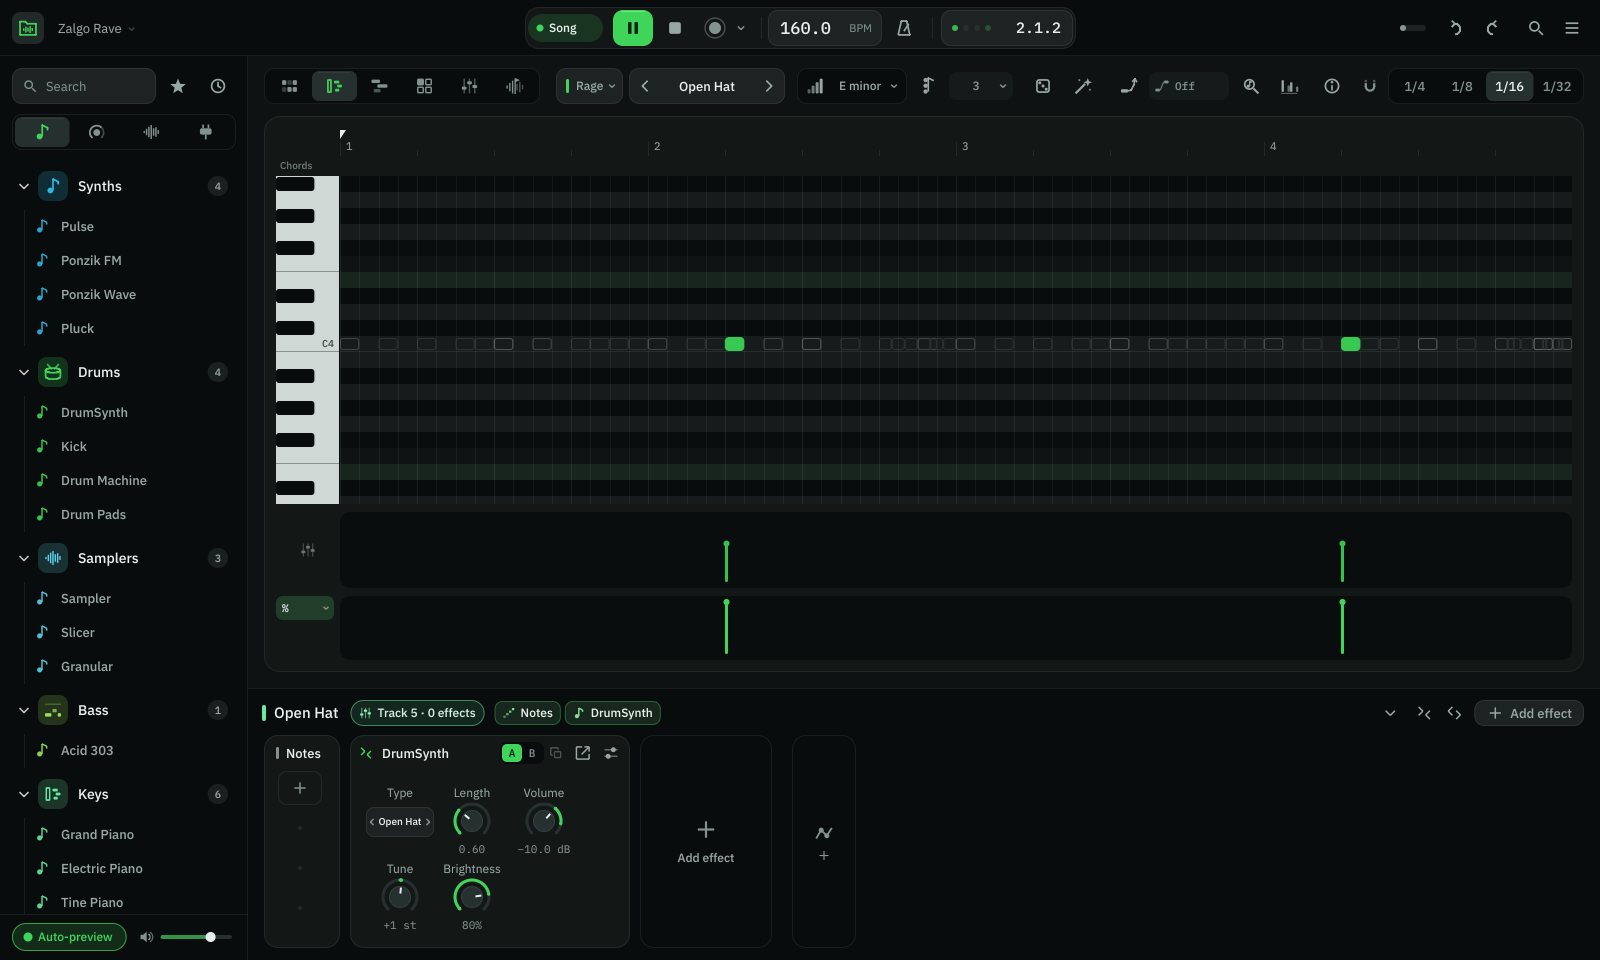 Zalgo Rave
Song
160.0 BPM
2.1.2
Search
Rage
Open Hat
E minor
3
Off
1/4
1/8
1/16
1/32
Synths 4
Pulse
Ponzik FM
Ponzik Wave
Pluck
Drums 4
DrumSynth
Kick
Drum Machine
Drum Pads
Samplers 3
Sampler
Slicer
Granular
Bass 1
Acid 303
Keys 6
Grand Piano
Electric Piano
Tine Piano
Auto-preview
1 2 3 4
Chords
C4
%
Open Hat
Track 5 · 0 effects
Notes
DrumSynth
Add effect
Notes
DrumSynth
A B
Type
Length
Volume
Open Hat
0.60
−10.0 dB
Tune
Brightness
+1 st
80%
Add effect